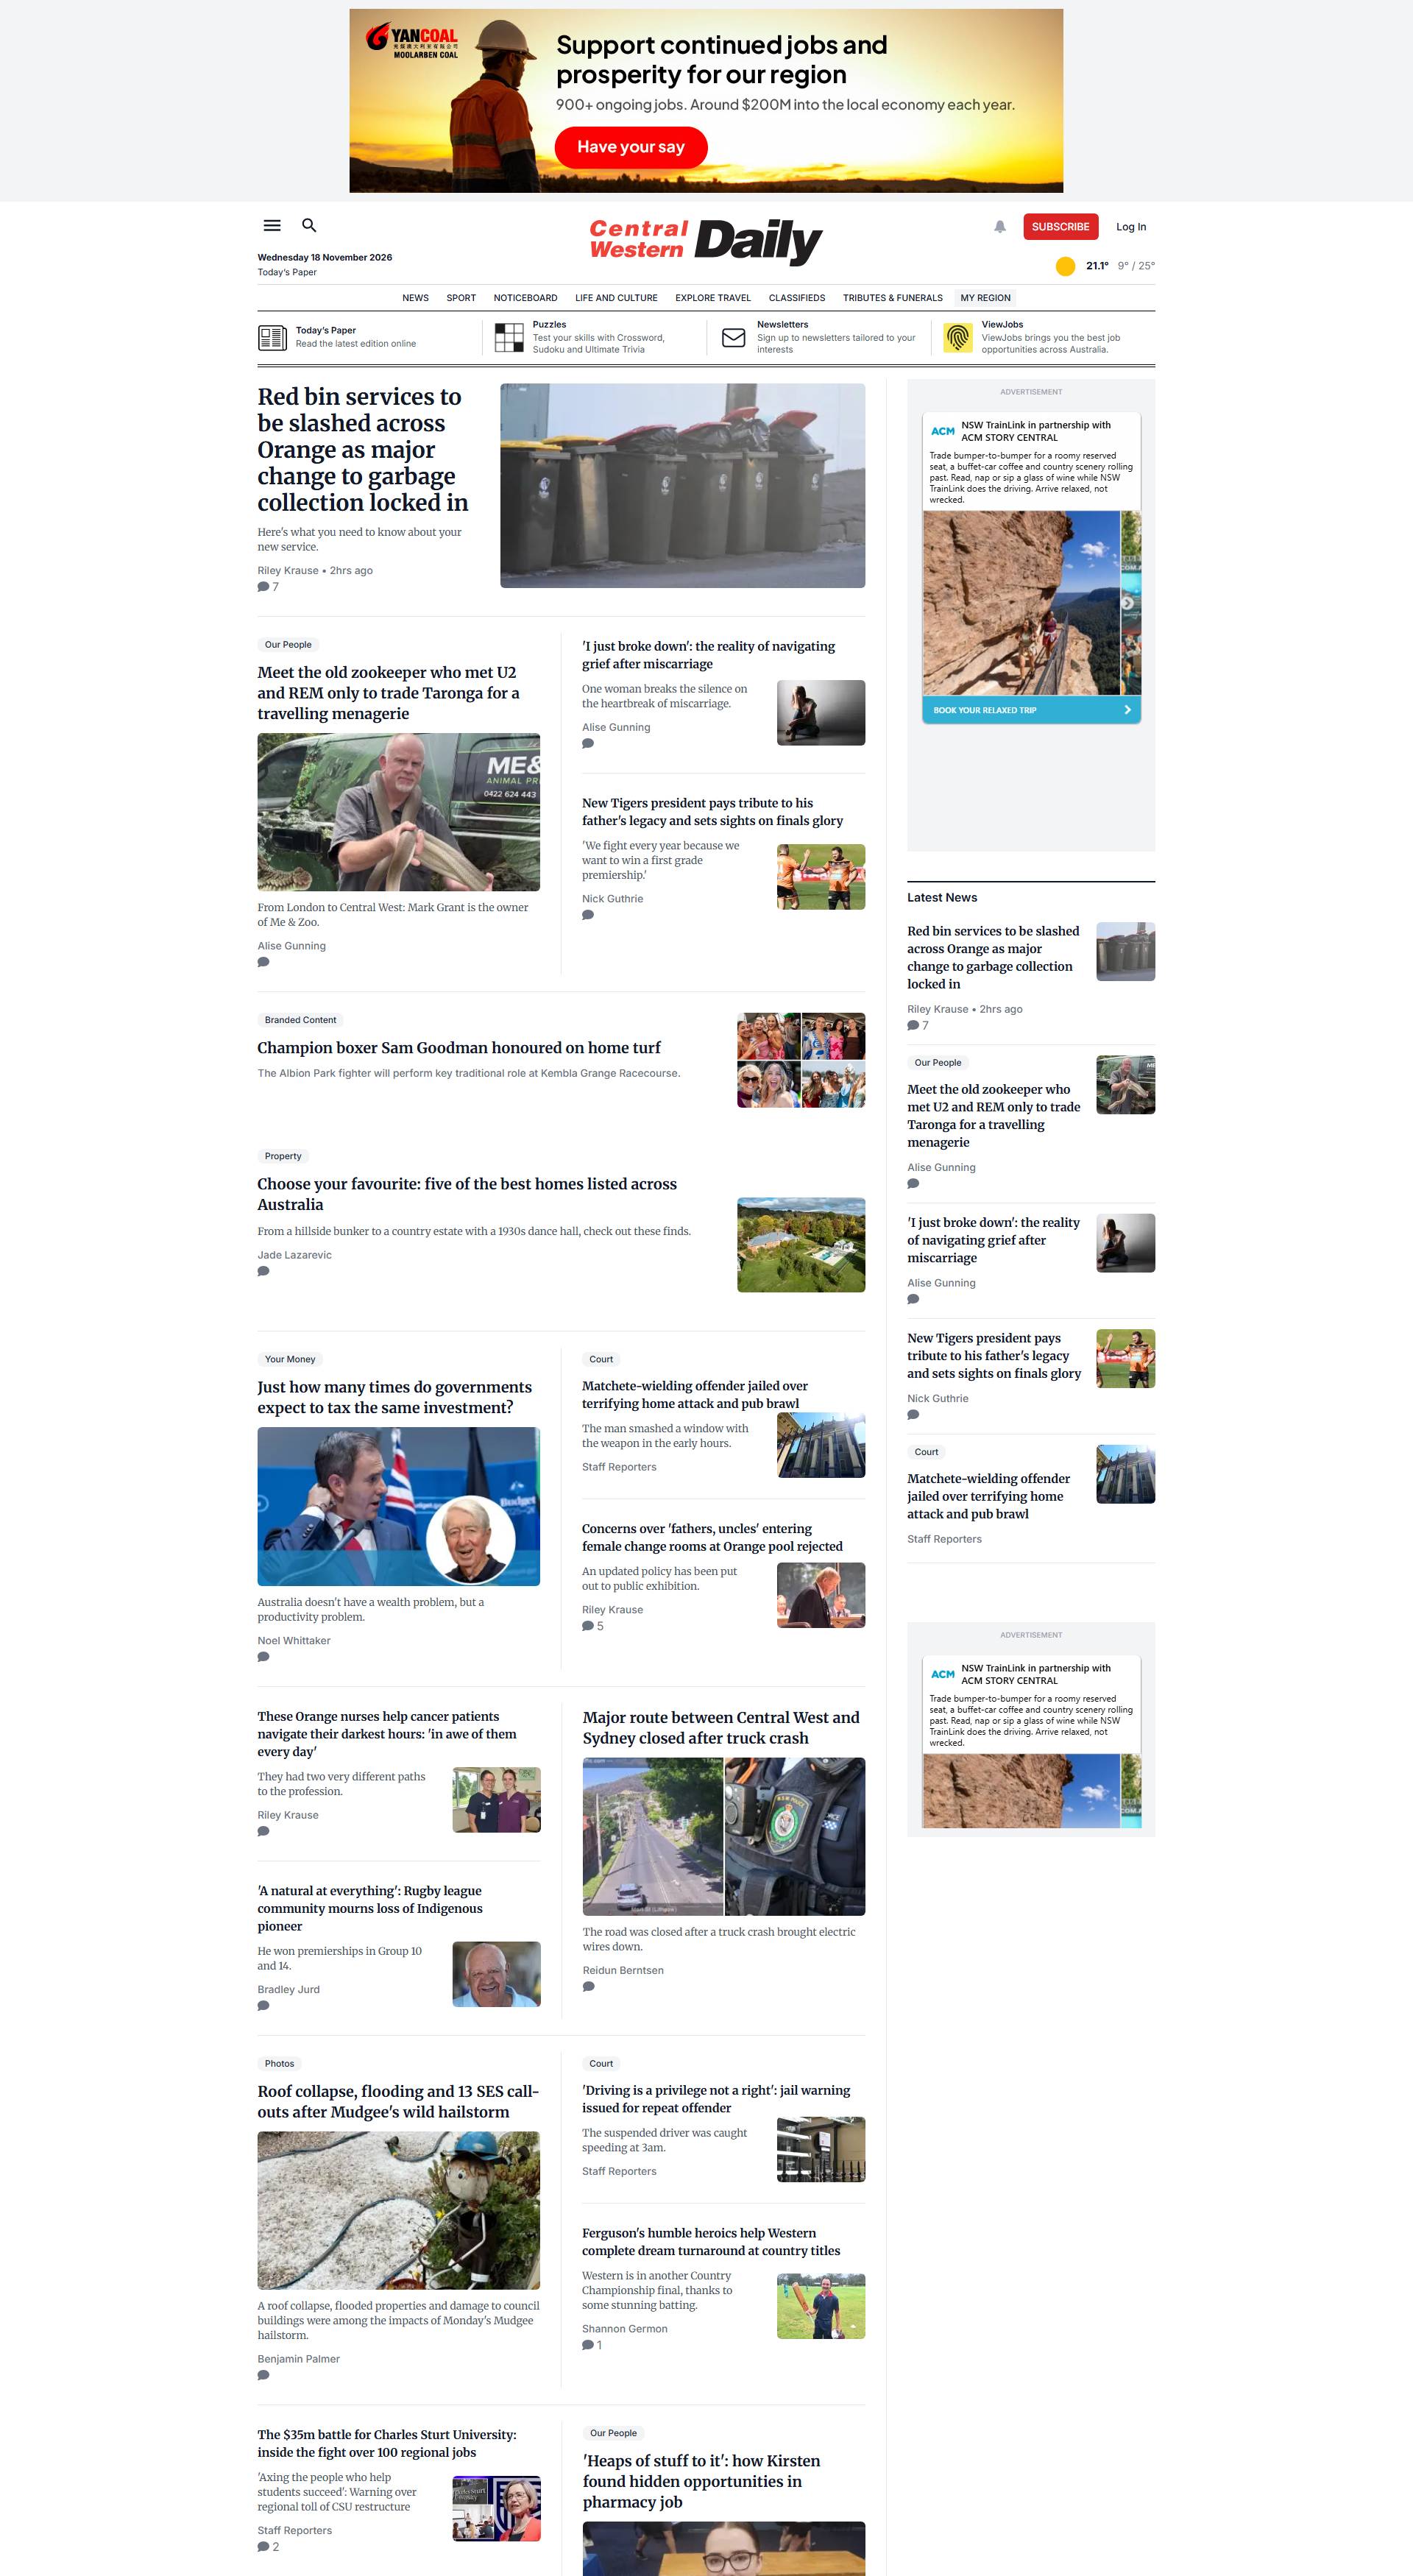 YANCOAL
MOOLARBEN COAL
Support continued jobs and
prosperity for our region
900+ ongoing jobs. Around $200M into the local economy each year.
Have your say
Central
Western Daily
SUBSCRIBE
Log In
Wednesday 18 November 2026
Today's Paper
21.1° 9° / 25°
NEWS SPORT NOTICEBOARD LIFE AND CULTURE EXPLORE TRAVEL CLASSIFIEDS TRIBUTES & FUNERALS MY REGION
Today's Paper
Read the latest edition online
Puzzles
Test your skills with Crossword,
Sudoku and Ultimate Trivia
Newsletters
Sign up to newsletters tailored to your
interests
ViewJobs
ViewJobs brings you the best job
opportunities across Australia.
Red bin services to
be slashed across
Orange as major
change to garbage
collection locked in
Here's what you need to know about your
new service.
Riley Krause • 2hrs ago
7
Our People
Meet the old zookeeper who met U2
and REM only to trade Taronga for a
travelling menagerie
ME&
ANIMAL PR
0422 624 443
From London to Central West: Mark Grant is the owner
of Me & Zoo.
Alise Gunning
'I just broke down': the reality of navigating
grief after miscarriage
One woman breaks the silence on
the heartbreak of miscarriage.
Alise Gunning
New Tigers president pays tribute to his
father's legacy and sets sights on finals glory
'We fight every year because we
want to win a first grade
premiership.'
Nick Guthrie
Branded Content
Champion boxer Sam Goodman honoured on home turf
The Albion Park fighter will perform key traditional role at Kembla Grange Racecourse.
Property
Choose your favourite: five of the best homes listed across
Australia
From a hillside bunker to a country estate with a 1930s dance hall, check out these finds.
Jade Lazarevic
Your Money
Just how many times do governments
expect to tax the same investment?
Budget
Australia doesn't have a wealth problem, but a
productivity problem.
Noel Whittaker
Court
Matchete-wielding offender jailed over
terrifying home attack and pub brawl
The man smashed a window with
the weapon in the early hours.
Staff Reporters
Concerns over 'fathers, uncles' entering
female change rooms at Orange pool rejected
An updated policy has been put
out to public exhibition.
Riley Krause
5
These Orange nurses help cancer patients
navigate their darkest hours: 'in awe of them
every day'
They had two very different paths
to the profession.
Riley Krause
'A natural at everything': Rugby league
community mourns loss of Indigenous
pioneer
He won premierships in Group 10
and 14.
Bradley Jurd
Major route between Central West and
Sydney closed after truck crash
The road was closed after a truck crash brought electric
wires down.
Reidun Berntsen
Photos
Roof collapse, flooding and 13 SES call-
outs after Mudgee's wild hailstorm
A roof collapse, flooded properties and damage to council
buildings were among the impacts of Monday's Mudgee
hailstorm.
Benjamin Palmer
Court
'Driving is a privilege not a right': jail warning
issued for repeat offender
The suspended driver was caught
speeding at 3am.
Staff Reporters
Ferguson's humble heroics help Western
complete dream turnaround at country titles
Western is in another Country
Championship final, thanks to
some stunning batting.
Shannon Germon
1
The $35m battle for Charles Sturt University:
inside the fight over 100 regional jobs
'Axing the people who help
students succeed': Warning over
regional toll of CSU restructure
Staff Reporters
2
Our People
'Heaps of stuff to it': how Kirsten
found hidden opportunities in
pharmacy job
ADVERTISEMENT
ACM
NSW TrainLink in partnership with
ACM STORY CENTRAL
Trade bumper-to-bumper for a roomy reserved
seat, a buffet-car coffee and country scenery rolling
past. Read, nap or sip a glass of wine while NSW
TrainLink does the driving. Arrive relaxed, not
wrecked.
BOOK YOUR RELAXED TRIP
Latest News
Red bin services to be slashed
across Orange as major
change to garbage collection
locked in
Riley Krause • 2hrs ago
7
Our People
Meet the old zookeeper who
met U2 and REM only to trade
Taronga for a travelling
menagerie
Alise Gunning
'I just broke down': the reality
of navigating grief after
miscarriage
Alise Gunning
New Tigers president pays
tribute to his father's legacy
and sets sights on finals glory
Nick Guthrie
Court
Matchete-wielding offender
jailed over terrifying home
attack and pub brawl
Staff Reporters
ADVERTISEMENT
ACM
NSW TrainLink in partnership with
ACM STORY CENTRAL
Trade bumper-to-bumper for a roomy reserved
seat, a buffet-car coffee and country scenery rolling
past. Read, nap or sip a glass of wine while NSW
TrainLink does the driving. Arrive relaxed, not
wrecked.